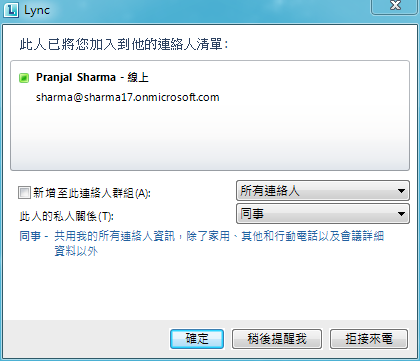 Lync
此人已將您加入到他的連絡人清單:
Pranjal Sharma - 線上
sharma@sharma17.onmicrosoft.com
新增至此連絡人群組(A):
所有連絡人
此人的私人關係(T):
同事
同事 - 共用我的所有連絡人資訊，除了家用、其他和行動電話以及會議詳細
資料以外
確定
稍後提醒我
拒接來電